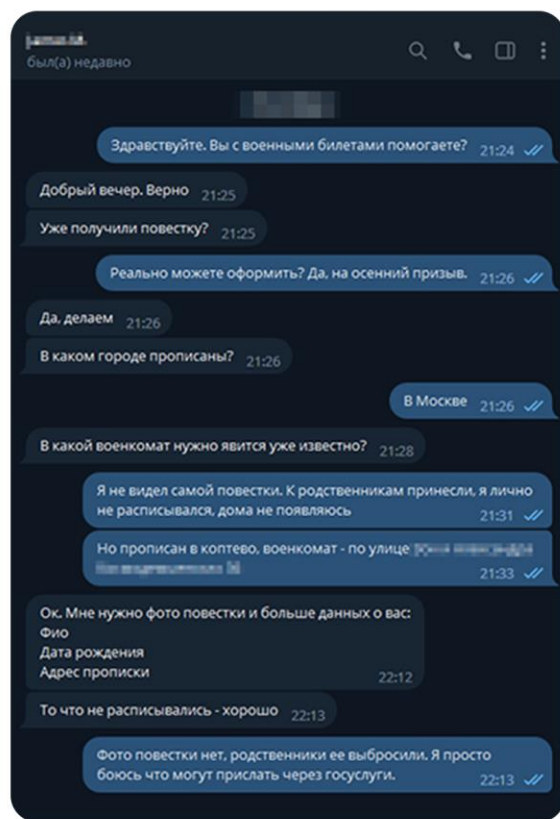 был(а) недавно
Здравствуйте. Вы с военными билетами помогаете? 21:24
Добрый вечер. Верно 21:25
Уже получили повестку? 21:25
Реально можете оформить? Да, на осенний призыв. 21:26
Да, делаем 21:26
В каком городе прописаны? 21:26
В Москве 21:26
В какой военкомат нужно явится уже известно? 21:28
Я не видел самой повестки. К родственникам принесли, я лично
не расписывался, дома не появляюсь 21:31
Но прописан в коптево, военкомат - по улице
21:33
Ок. Мне нужно фото повестки и больше данных о вас:
Фио
Дата рождения
Адрес прописки 22:12
То что не расписывались - хорошо 22:13
Фото повестки нет, родственники ее выбросили. Я просто
боюсь что могут прислать через госуслуги. 22:13